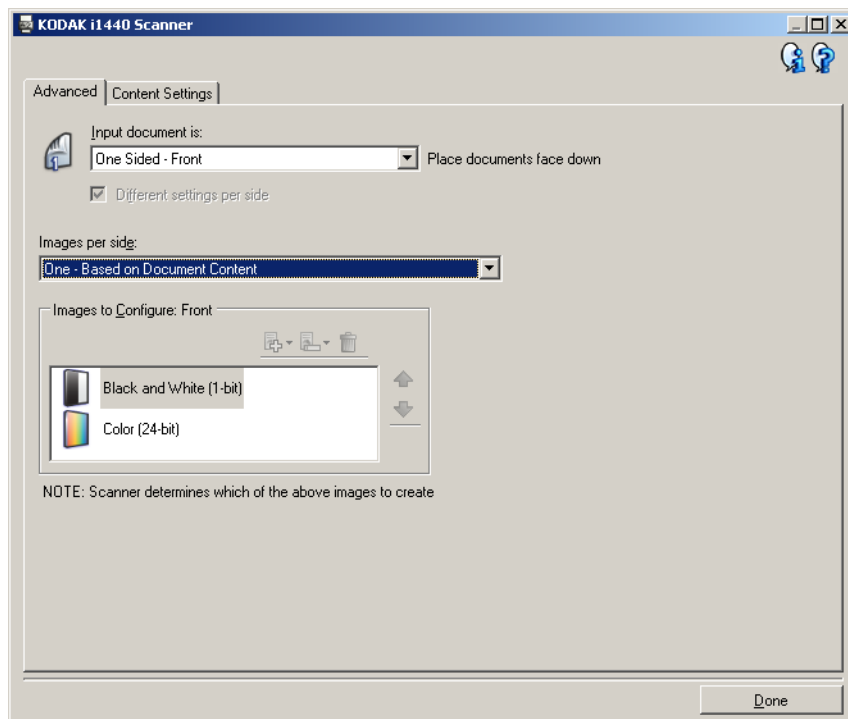 KODAK i1440 Scanner
Advanced
Content Settings
Input document is:
One Sided - Front
Place documents face down
Different settings per side
Images per side:
One - Based on Document Content
Images to Configure: Front
Black and White (1-bit)
Color (24-bit)
NOTE: Scanner determines which of the above images to create
Done